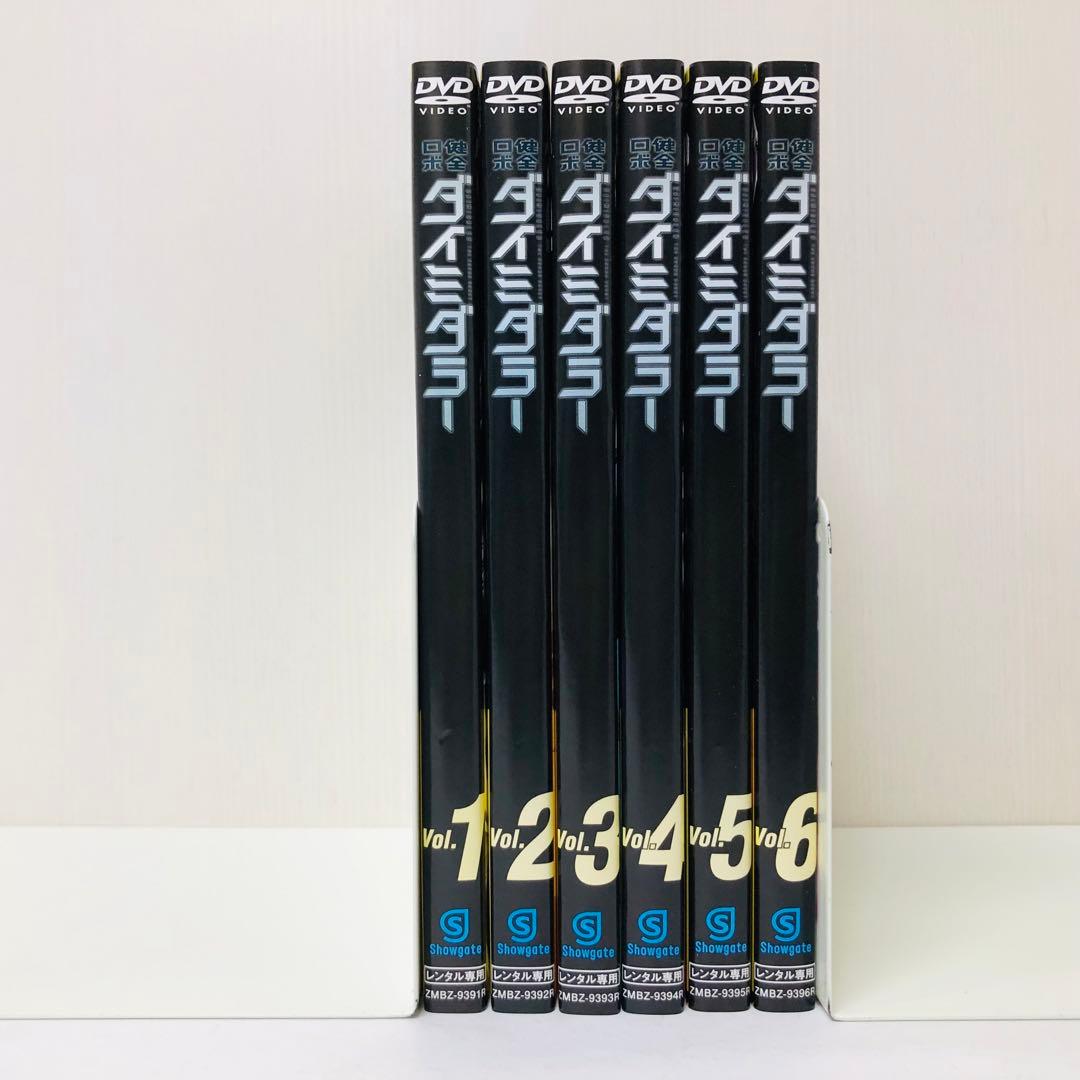 DVD
VIDEO
健全
ロボ
ダイミダラー
Vol.1
Showgate
レンタル専用
ZMBZ-9391R
DVD
VIDEO
健全
ロボ
ダイミダラー
Vol.2
Showgate
レンタル専用
ZMBZ-9392R
DVD
VIDEO
健全
ロボ
ダイミダラー
Vol.3
Showgate
レンタル専用
ZMBZ-9393R
DVD
VIDEO
健全
ロボ
ダイミダラー
Vol.4
Showgate
レンタル専用
ZMBZ-9394R
DVD
VIDEO
健全
ロボ
ダイミダラー
Vol.5
Showgate
レンタル専用
ZMBZ-9395R
DVD
VIDEO
健全
ロボ
ダイミダラー
Vol.6
Showgate
レンタル専用
ZMBZ-9396R